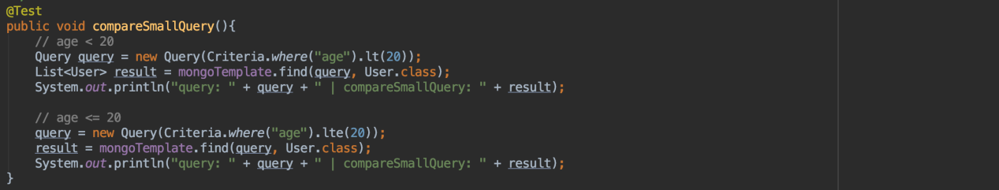 @Test
public void compareSmallQuery(){
    // age < 20
    Query query = new Query(Criteria.where("age").lt(20));
    List<User> result = mongoTemplate.find(query, User.class);
    System.out.println("query: " + query + " | compareSmallQuery: " + result);

    // age <= 20
    query = new Query(Criteria.where("age").lte(20));
    result = mongoTemplate.find(query, User.class);
    System.out.println("query: " + query + " | compareSmallQuery: " + result);
}